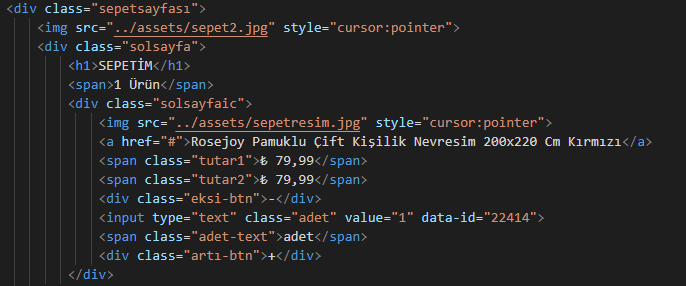 <div class="sepetsayfası">
<img src="../assets/sepet2.jpg" style="cursor:pointer">
<div class="solsayfa">
<h1>SEPETİM</h1>
<span>1 Ürün</span>
<div class="solsayfaic">
<img src="../assets/sepetresim.jpg" style="cursor:pointer">
<a href="#">Rosejoy Pamuklu Çift Kişilik Nevresim 200x220 Cm Kırmızı</a>
<span class="tutar1">₺ 79,99</span>
<span class="tutar2">₺ 79,99</span>
<div class="eksi-btn">-</div>
<input type="text" class="adet" value="1" data-id="22414">
<span class="adet-text">adet</span>
<div class="artı-btn">+</div>
</div>